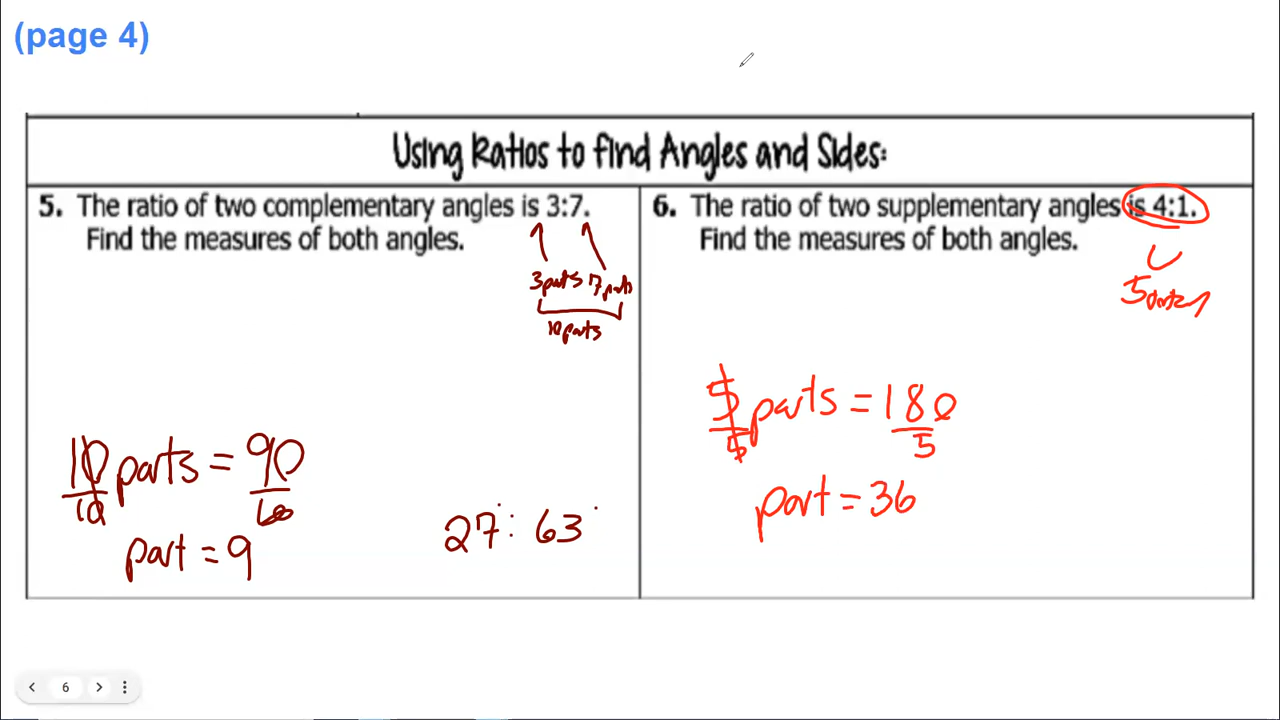 (page 4)
Using Ratios to find Angles and Sides:
5. The ratio of two complementary angles is 3:7.
Find the measures of both angles.
3 parts 7 parts
10 parts
10 parts = 90
10
part = 9
27° : 63°
6. The ratio of two supplementary angles is 4:1.
Find the measures of both angles.
5 parts
5 parts = 180
5 5
part = 36
6